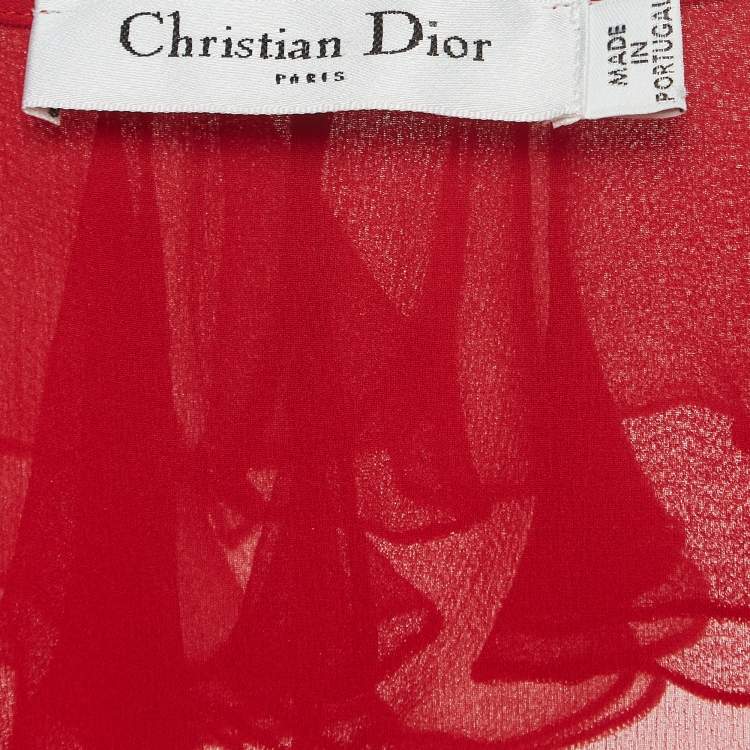 Christian Dior
PARIS
MADE
IN
PORTUGAL